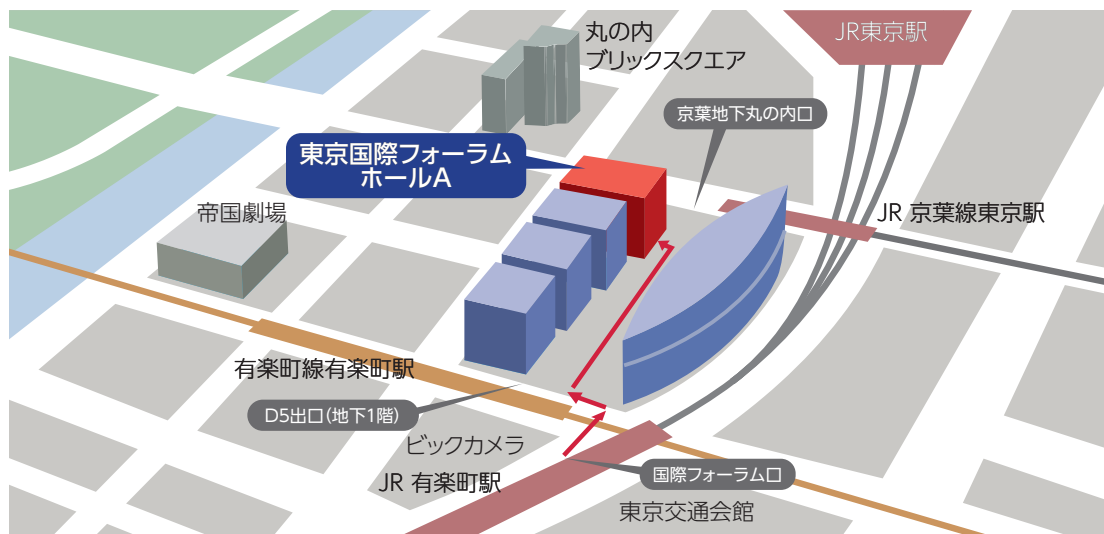 丸の内
ブリックスクエア
JR東京駅
京葉地下丸の内口
東京国際フォーラム
ホールA
帝国劇場
JR 京葉線東京駅
有楽町線有楽町駅
D5出口(地下1階)
ビックカメラ
JR 有楽町駅
国際フォーラム口
東京交通会館